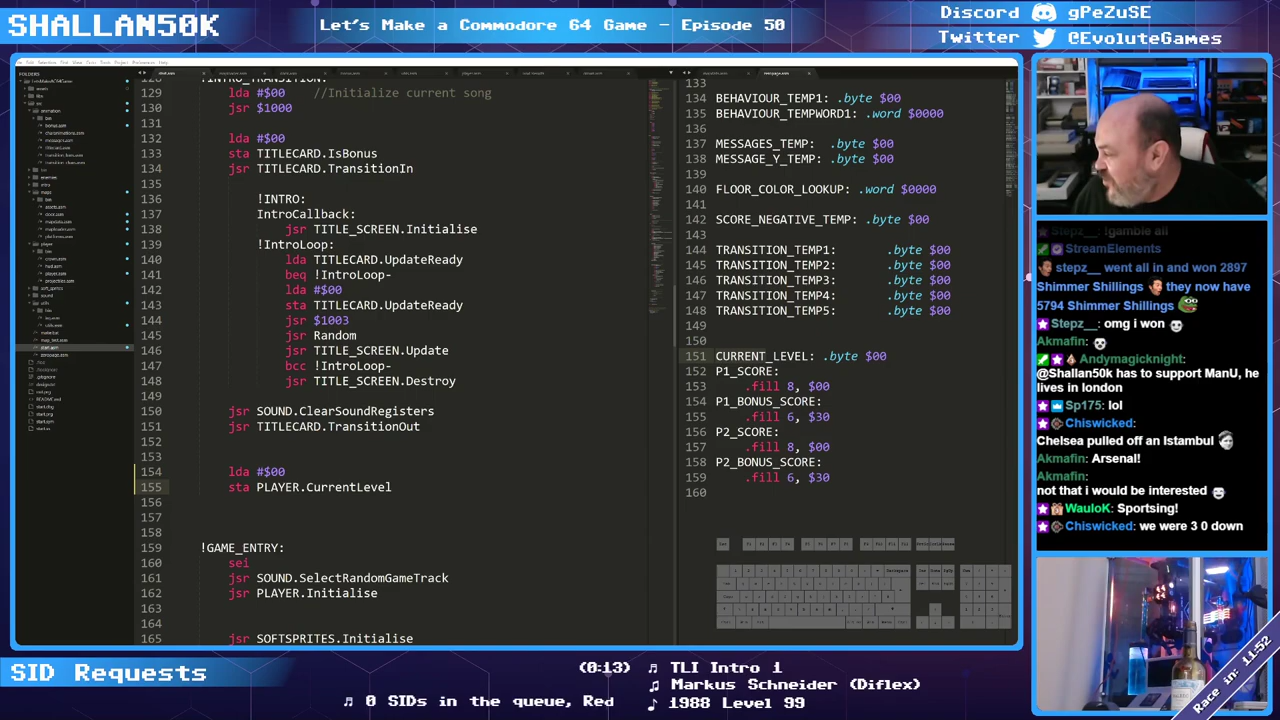 SHALLAN50K
Let's Make a Commodore 64 Game - Episode 50
Discord gPeZuSE
Twitter @EvoluteGames
FOLDERS
129 lda #$00 //Initialize current song
130 jsr $1000
131
132 lda #$00
133 sta TITLECARD.IsBonus
134 jsr TITLECARD.TransitionIn
135
136 !INTRO:
137 IntroCallback:
138 jsr TITLE_SCREEN.Initialise
139 !IntroLoop:
140 lda TITLECARD.UpdateReady
141 beq !IntroLoop-
142 lda #$00
143 sta TITLECARD.UpdateReady
144 jsr $1003
145 jsr Random
146 jsr TITLE_SCREEN.Update
147 bcc !IntroLoop-
148 jsr TITLE_SCREEN.Destroy
149
150 jsr SOUND.ClearSoundRegisters
151 jsr TITLECARD.TransitionOut
152
153
154 lda #$00
155 sta PLAYER.CurrentLevel
156
157
158
159 !GAME_ENTRY:
160 sei
161 jsr SOUND.SelectRandomGameTrack
162 jsr PLAYER.Initialise
163
164
165 jsr SOFTSPRITES.Initialise
133
134 BEHAVIOUR_TEMP1: .byte $00
135 BEHAVIOUR_TEMPWORD1: .word $0000
136
137 MESSAGES_TEMP: .byte $00
138 MESSAGE_Y_TEMP: .byte $00
139
140 FLOOR_COLOR_LOOKUP: .word $0000
141
142 SCORE_NEGATIVE_TEMP: .byte $00
143
144 TRANSITION_TEMP1: .byte $00
145 TRANSITION_TEMP2: .byte $00
146 TRANSITION_TEMP3: .byte $00
147 TRANSITION_TEMP4: .byte $00
148 TRANSITION_TEMP5: .byte $00
149
150
151 CURRENT_LEVEL: .byte $00
152 P1_SCORE:
153 .fill 8, $00
154 P1_BONUS_SCORE:
155 .fill 6, $30
156 P2_SCORE:
157 .fill 8, $00
158 P2_BONUS_SCORE:
159 .fill 6, $30
160
Stepz__: !gamble all
StreamElements
stepz__ went all in and won 2897
Shimmer Shillings they now have
5794 Shimmer Shillings
Stepz__: omg i won
Akmafin:
Andymagicknight:
@Shallan50k has to support ManU, he
lives in london
Sp175: lol
Chiswicked:
Chelsea pulled off an Istambul
Akmafin: Arsenal!
Akmafin:
not that i would be interested
WauloK: Sportsing!
Chiswicked: we were 3 0 down
Race in: 11:52
SID Requests
(0:13) ♬ TLI Intro 1
♫ Markus Schneider (Diflex)
♬ 0 SIDs in the queue, Red
♪ 1988 Level 99